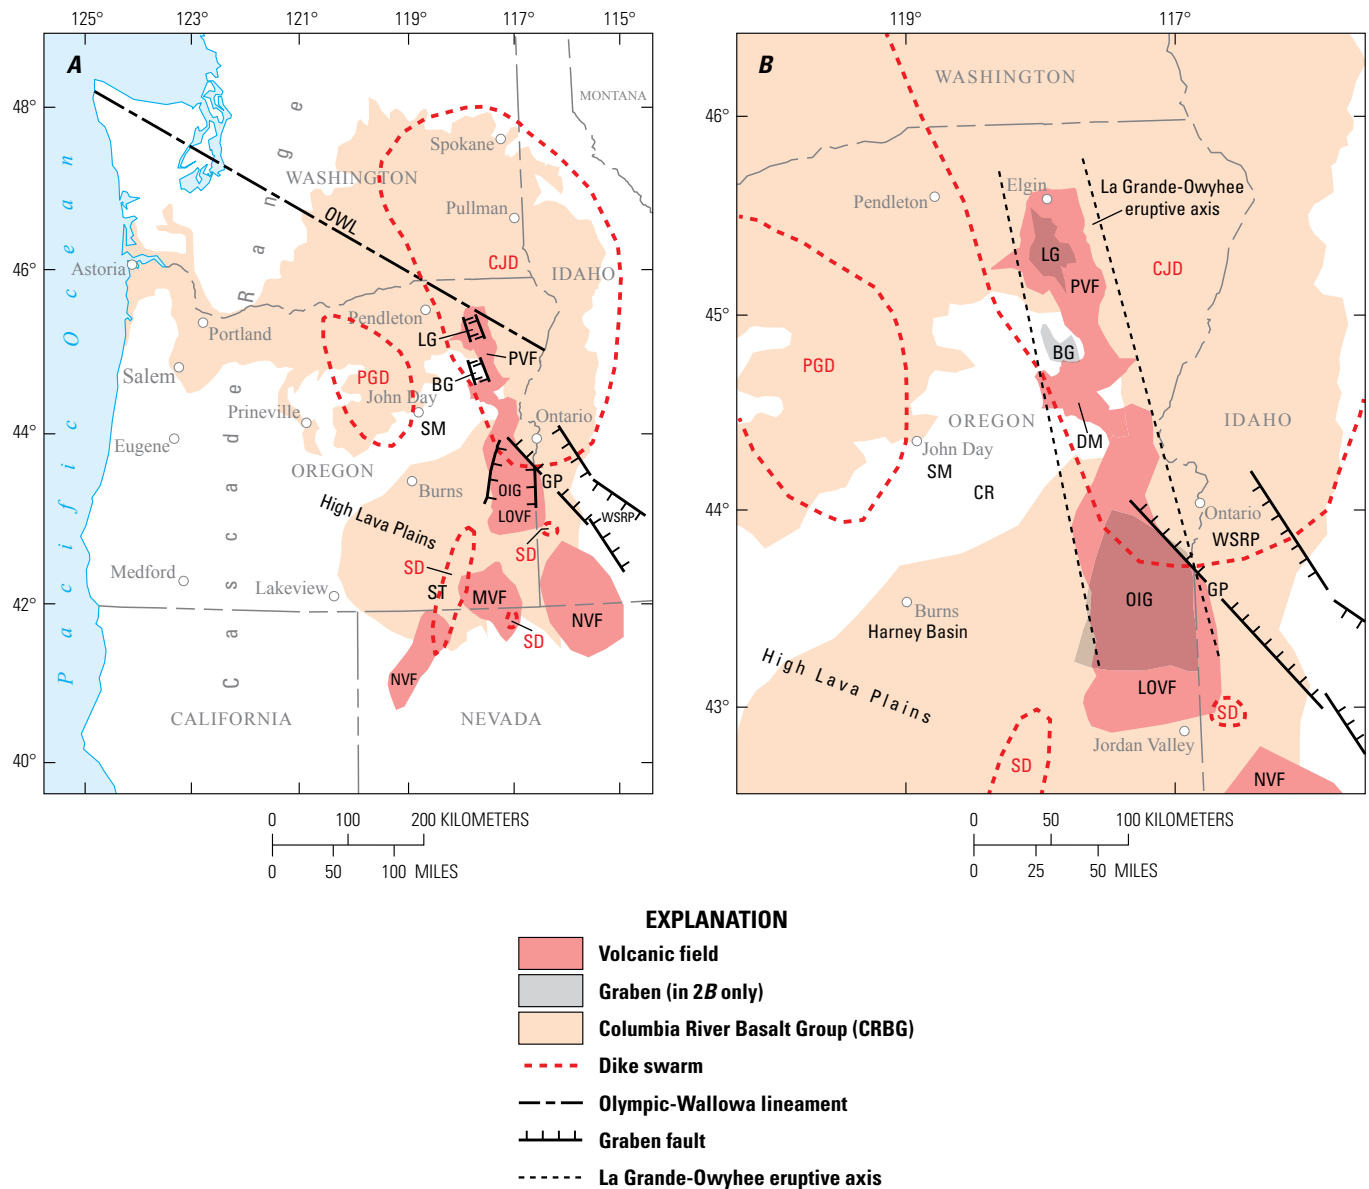 125°
123°
121°
119°
117°
115°
A
48°
46°
44°
42°
40°
Pacific Ocean
Cascade Range
MONTANA
Spokane
WASHINGTON
Pullman
OWL
CJD
IDAHO
Astoria
Portland
Pendleton
LG
PVF
Salem
PGD
BG
John Day
Prineville
SM
Ontario
Eugene
OREGON
GP
Burns
OIG
High Lava Plains
LOVF
WSRP
SD
SD
Medford
Lakeview
ST
MVF
NVF
SD
NVF
CALIFORNIA
NEVADA
0 100 200 KILOMETERS
0 50 100 MILES
119°
117°
B
46°
45°
44°
43°
WASHINGTON
Elgin
La Grande-Owyhee
eruptive axis
Pendleton
LG
CJD
PVF
BG
PGD
OREGON
IDAHO
DM
John Day
SM
CR
Ontario
WSRP
GP
OIG
Burns
Harney Basin
High Lava Plains
LOVF
SD
Jordan Valley
SD
NVF
0 50 100 KILOMETERS
0 25 50 MILES
EXPLANATION
Volcanic field
Graben (in 2B only)
Columbia River Basalt Group (CRBG)
Dike swarm
Olympic-Wallowa lineament
Graben fault
La Grande-Owyhee eruptive axis